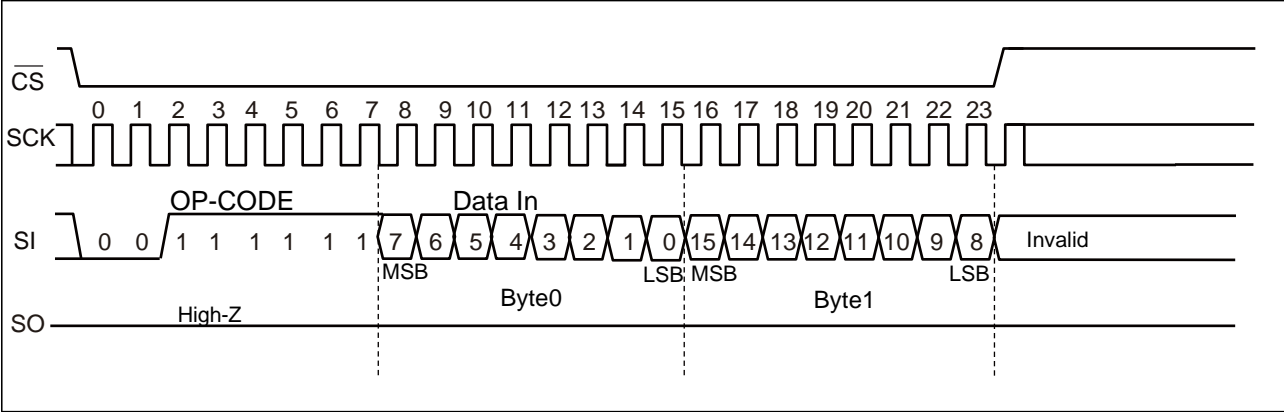 CS
0 1 2 3 4 5 6 7 8 9 10 11 12 13 14 15 16 17 18 19 20 21 22 23
SCK
OP-CODE Data In
SI 0 0 1 1 1 1 1 1 7 6 5 4 3 2 1 0 15 14 13 12 11 10 9 8 Invalid
MSB LSB MSB LSB
Byte0 Byte1
High-Z
SO